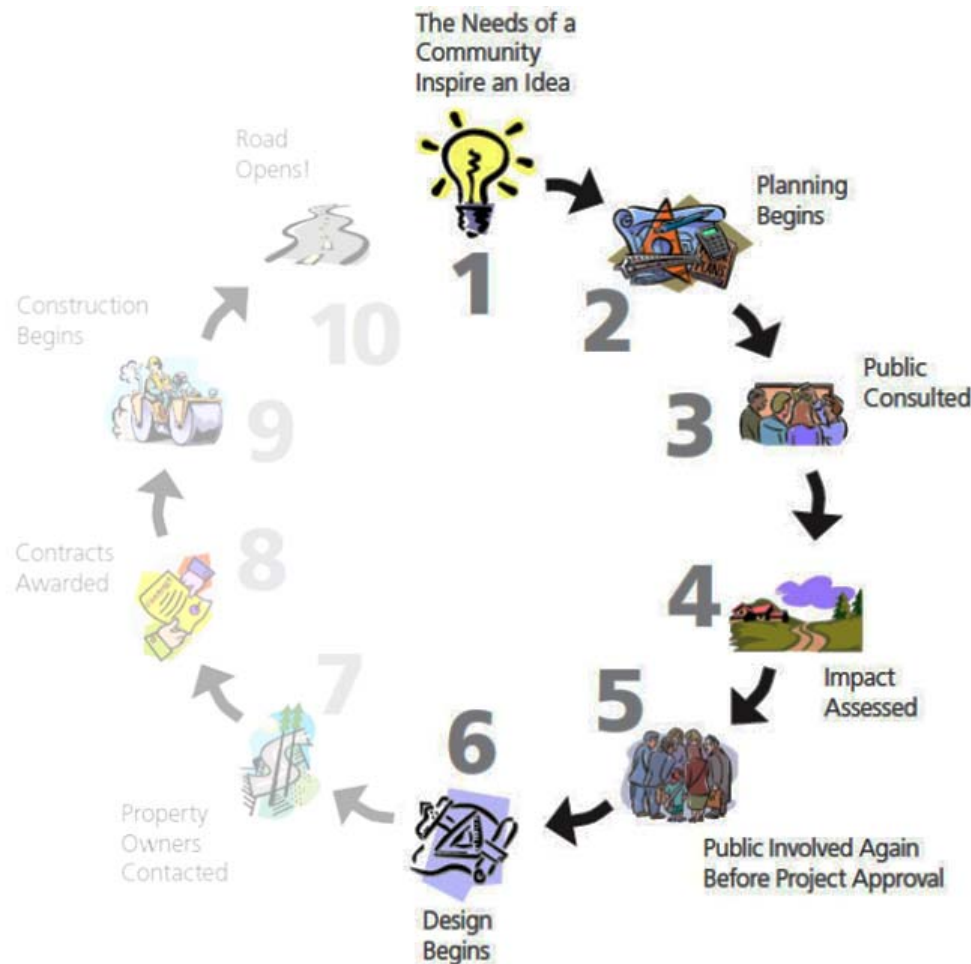 The Needs of a
Community
Inspire an Idea
1
Planning
Begins
2
Public
Consulted
3
4
Impact
Assessed
5
Public Involved Again
Before Project Approval
6
Design
Begins
7
Property
Owners
Contacted
8
Contracts
Awarded
9
Construction
Begins
10
Road
Opens!
PLANS